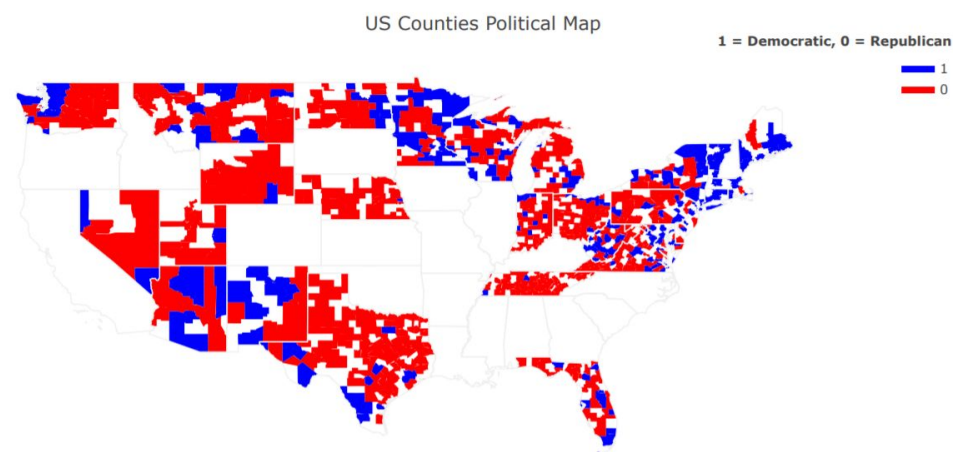 US Counties Political Map
1 = Democratic, 0 = Republican
1
0